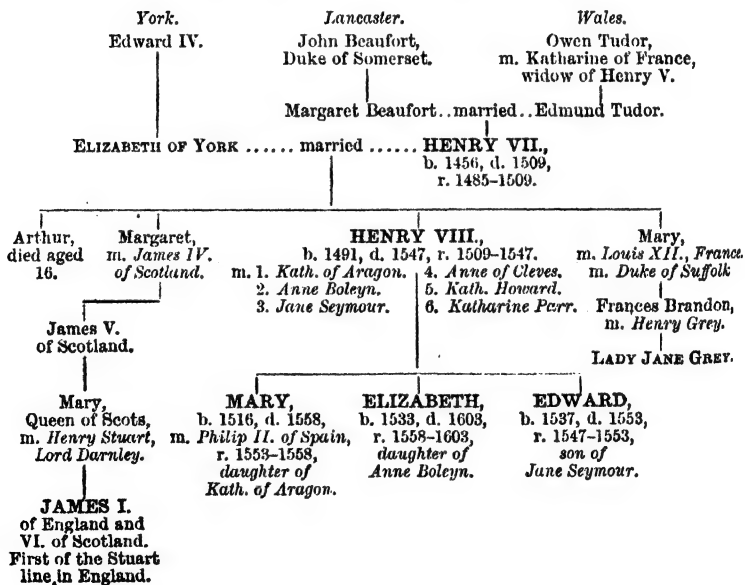 York.
Edward IV.
Lancaster.
John Beaufort,
Duke of Somerset.
Wales.
Owen Tudor,
m. Katharine of France,
widow of Henry V.
Margaret Beaufort..married..Edmund Tudor.
ELIZABETH OF YORK ...... married ...... HENRY VII.,
b. 1456, d. 1509,
r. 1485-1509.
Arthur,
died aged
16.
Margaret,
m. James IV.
of Scotland.
HENRY VIII.,
b. 1491, d. 1547, r. 1509-1547.
m. 1. Kath. of Aragon. 4. Anne of Cleves.
2. Anne Boleyn. 5. Kath. Howard.
3. Jane Seymour. 6. Katharine Parr.
Mary,
m. Louis XII., France.
m. Duke of Suffolk
Frances Brandon,
m. Henry Grey.
LADY JANE GREY.
James V.
of Scotland.
Mary,
Queen of Scots,
m. Henry Stuart,
Lord Darnley.
MARY,
b. 1516, d. 1558,
m. Philip II. of Spain,
r. 1553-1558,
daughter of
Kath. of Aragon.
ELIZABETH,
b. 1533, d. 1603,
r. 1558-1603,
daughter of
Anne Boleyn.
EDWARD,
b. 1537, d. 1553,
r. 1547-1553,
son of
Jane Seymour.
JAMES I.
of England and
VI. of Scotland.
First of the Stuart
line in England.